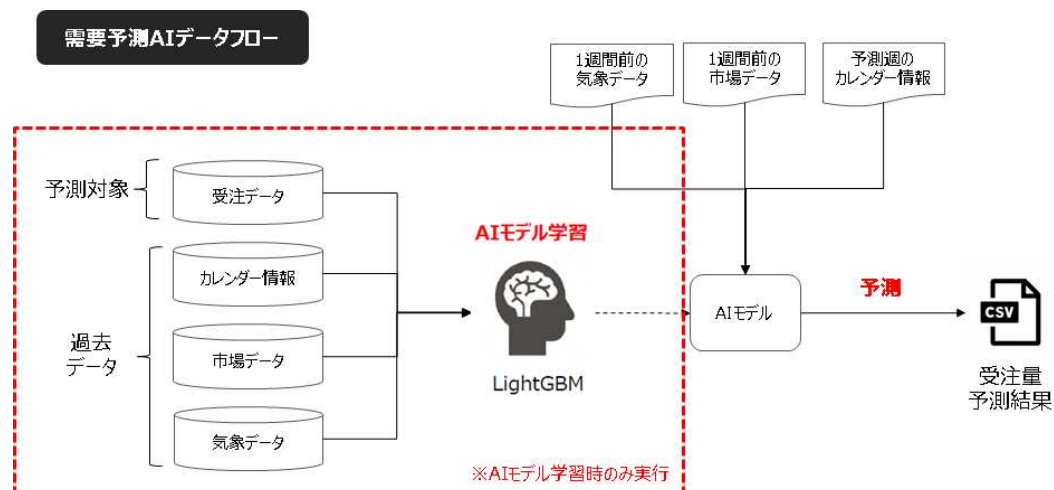 需要予測AIデータフロー
1週間前の
気象データ
1週間前の
市場データ
予測週の
カレンダー情報
予測対象
受注データ
カレンダー情報
過去
データ
市場データ
気象データ
AIモデル学習
LightGBM
※AIモデル学習時のみ実行
AIモデル
予測
CSV
受注量
予測結果